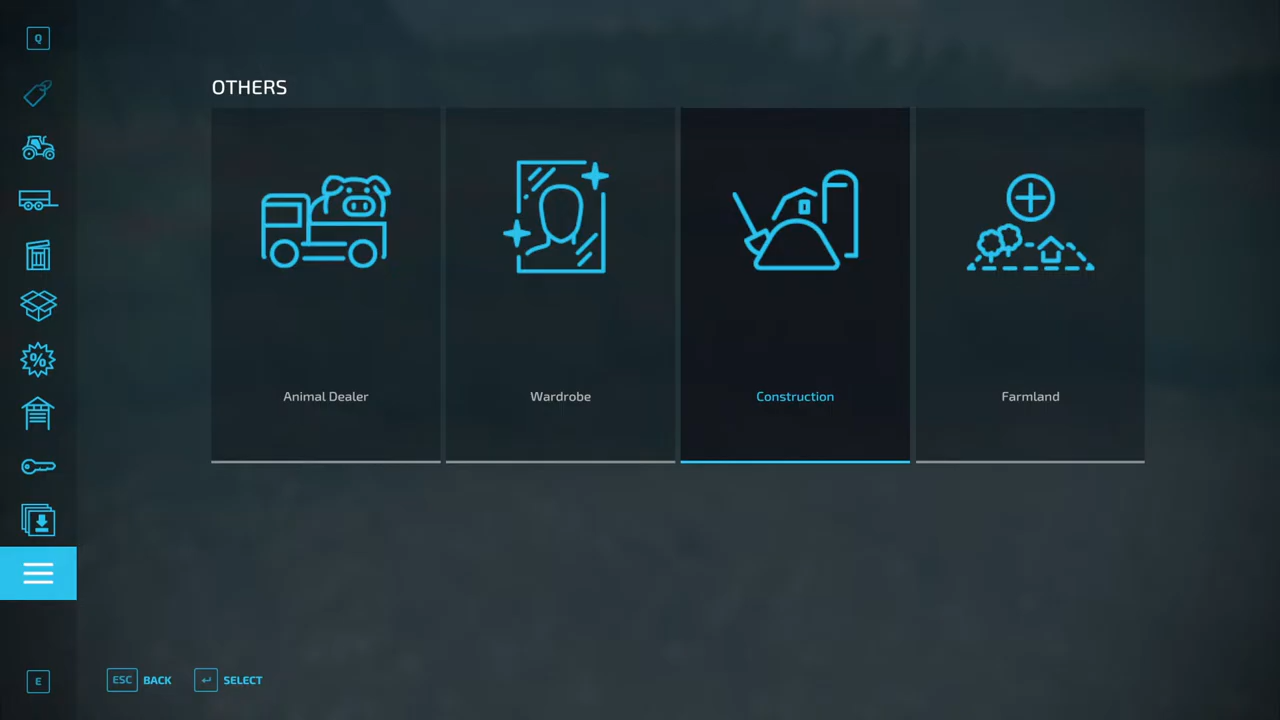 Q
OTHERS
%
Animal Dealer
Wardrobe
Construction
Farmland
E
ESC BACK
SELECT